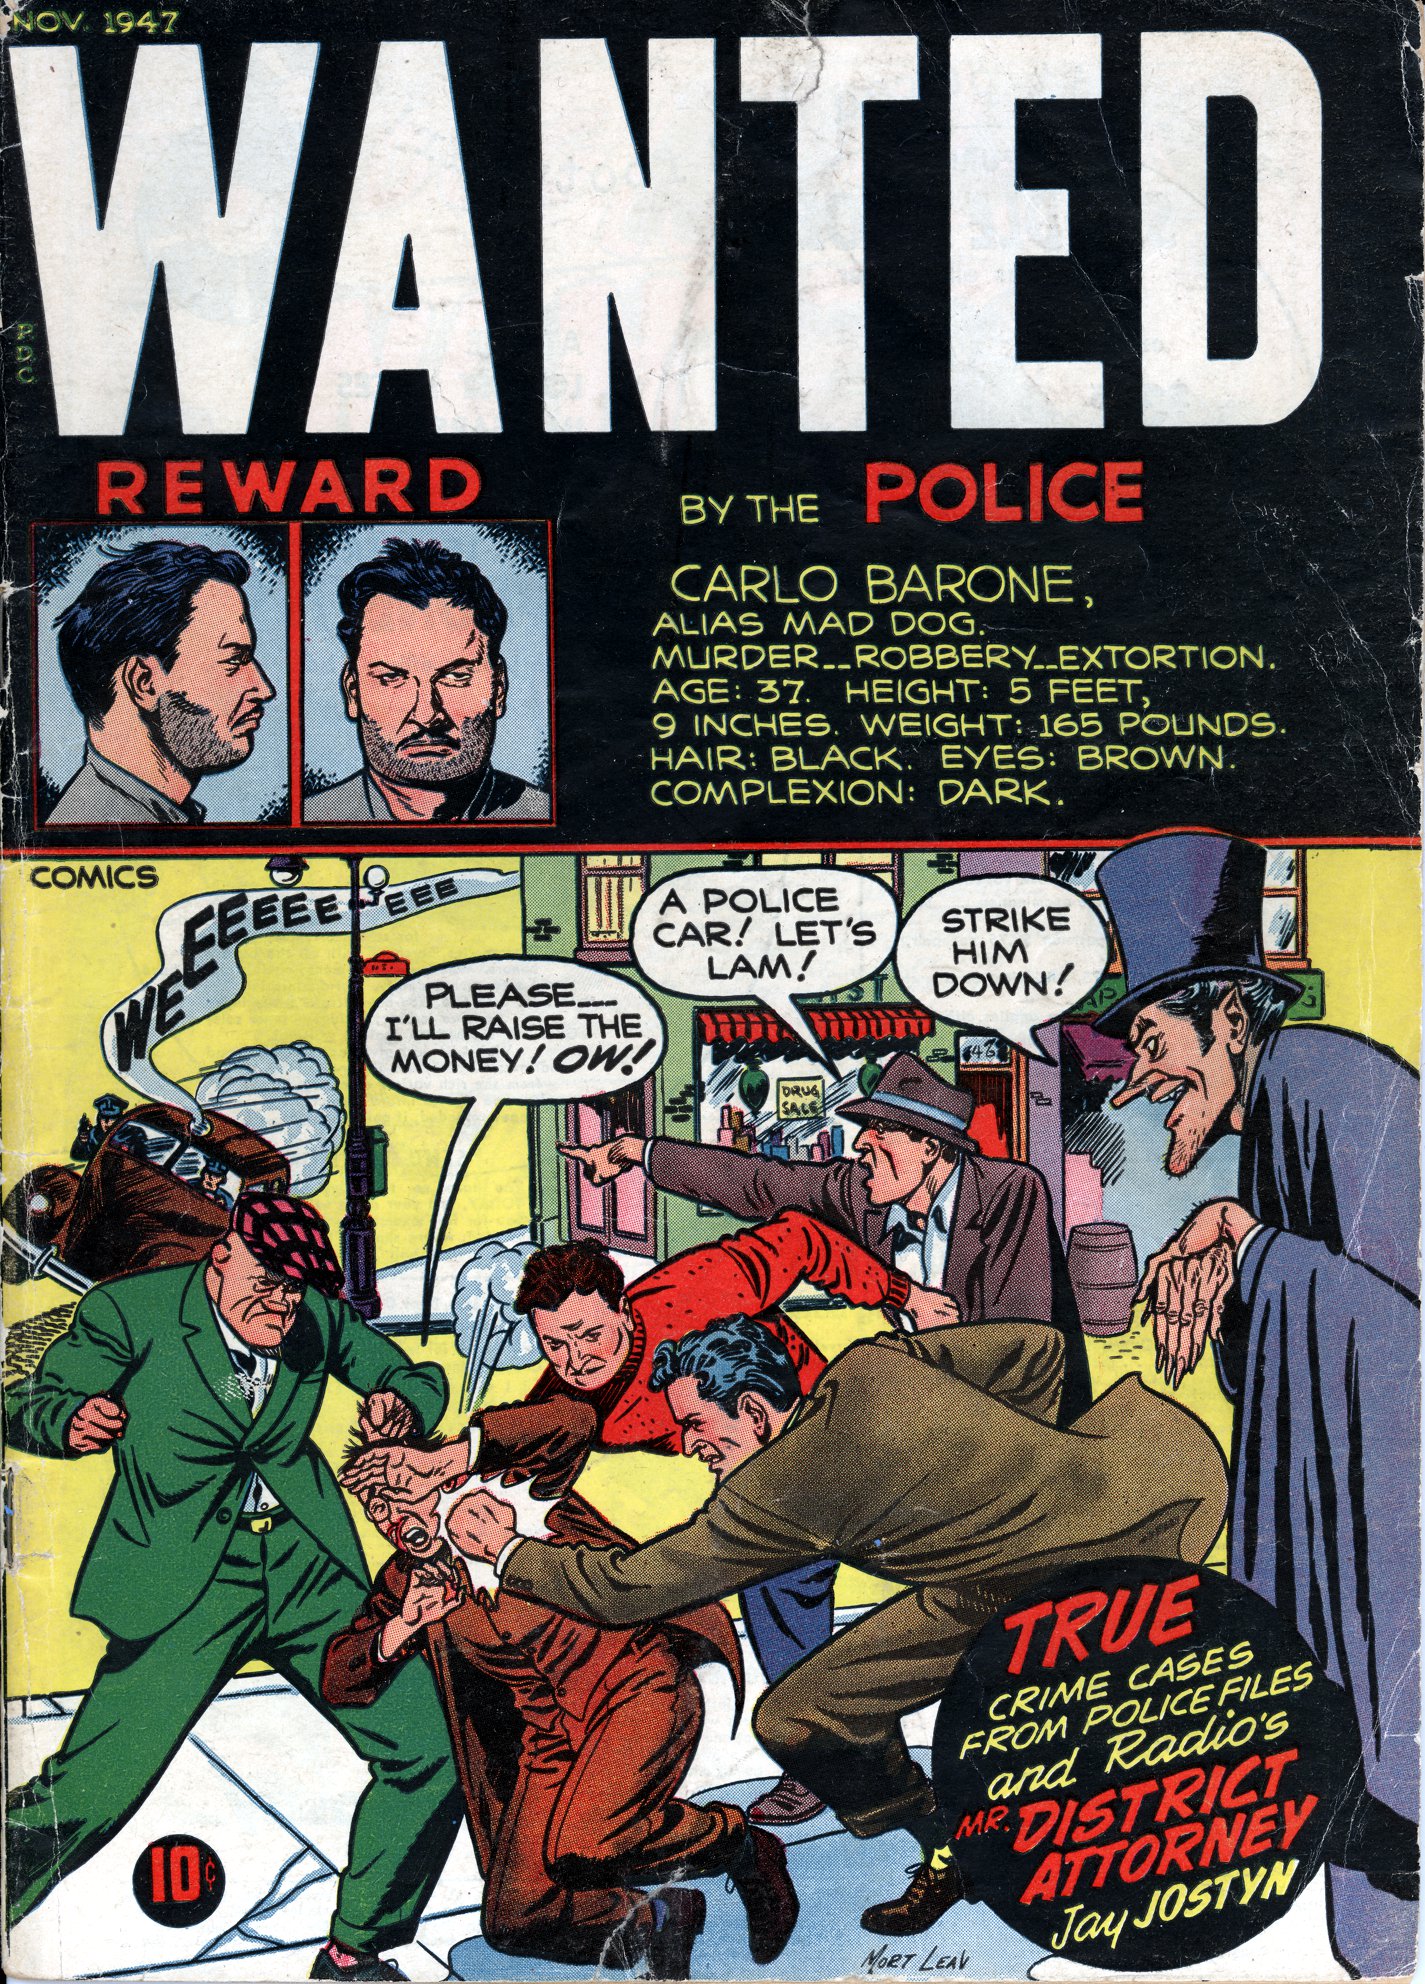 NOV. 1947
WANTED
PDC
REWARD
BY THE POLICE
CARLO BARONE,
ALIAS MAD DOG.
MURDER__ROBBERY__EXTORTION.
AGE: 37. HEIGHT: 5 FEET,
9 INCHES. WEIGHT: 165 POUNDS.
HAIR: BLACK. EYES: BROWN.
COMPLEXION: DARK.
COMICS
WEEEEEEE--EEE
PLEASE___
I'LL RAISE THE
MONEY! OW!
A POLICE
CAR! LET'S
LAM!
STRIKE
HIM
DOWN!
DRUG
SALE
TRUE
CRIME CASES
FROM POLICE FILES
and Radio's
MR. DISTRICT
ATTORNEY
Jay JOSTYN
10¢
MORT LEAV